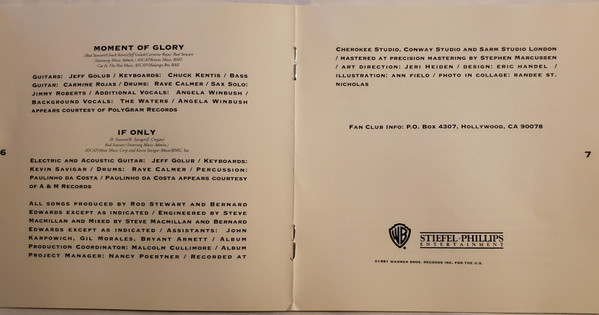 MOMENT OF GLORY
GUITARS: JEFF GOLUB / KEYBOARDS: CHUCK KENTIS / BASS
GUITAR: CARMINE ROJAS / DRUMS: RAVE CALMER / SAX SOLO:
JIMMY ROBERTS / ADDITIONAL VOCALS: ANGELA WINBUSH /
BACKGROUND VOCALS: THE WATERS / ANGELA WINBUSH
APPEARS COURTESY OF POLYGRAM RECORDS
IF ONLY
ELECTRIC AND ACOUSTIC GUITAR: JEFF GOLUB / KEYBOARDS:
KEVIN SAVIGAR / DRUMS: RAVE CALMER / PERCUSSION:
PAULINHO DA COSTA / PAULINHO DA COSTA APPEARS COURTESY
OF A & M RECORDS
ALL SONGS PRODUCED BY ROD STEWART AND BERNARD
EDWARDS EXCEPT AS INDICATED / ENGINEERED BY STEVE
MACMILLAN AND MIXED BY STEVE MACMILLAN AND BERNARD
EDWARDS EXCEPT AS INDICATED / ASSISTANTS: JOHN
KARPOWICH, GIL MORALES, BRYANT ARNETT / ALBUM
PRODUCTION COORDINATOR: MALCOLM CULLIMORE / ALBUM
PROJECT MANAGER: NANCY POERTNER / RECORDED AT
6
CHEROKEE STUDIO, CONWAY STUDIO AND SARM STUDIO LONDON
/ MASTERED AT PRECISION MASTERING BY STEPHEN MARCUSSEN
/ ART DIRECTION: JERI HEIDEN / DESIGN: ERIC HANDEL /
ILLUSTRATION: ANN FIELD / PHOTO IN COLLAGE: RANDEE ST.
NICHOLAS
FAN CLUB INFO: P.O. BOX 4307, HOLLYWOOD, CA 90078
7
WB
STIEFEL·PHILLIPS
ENTERTAINMENT
©1991 WARNER BROS. RECORDS INC. FOR THE U.S.